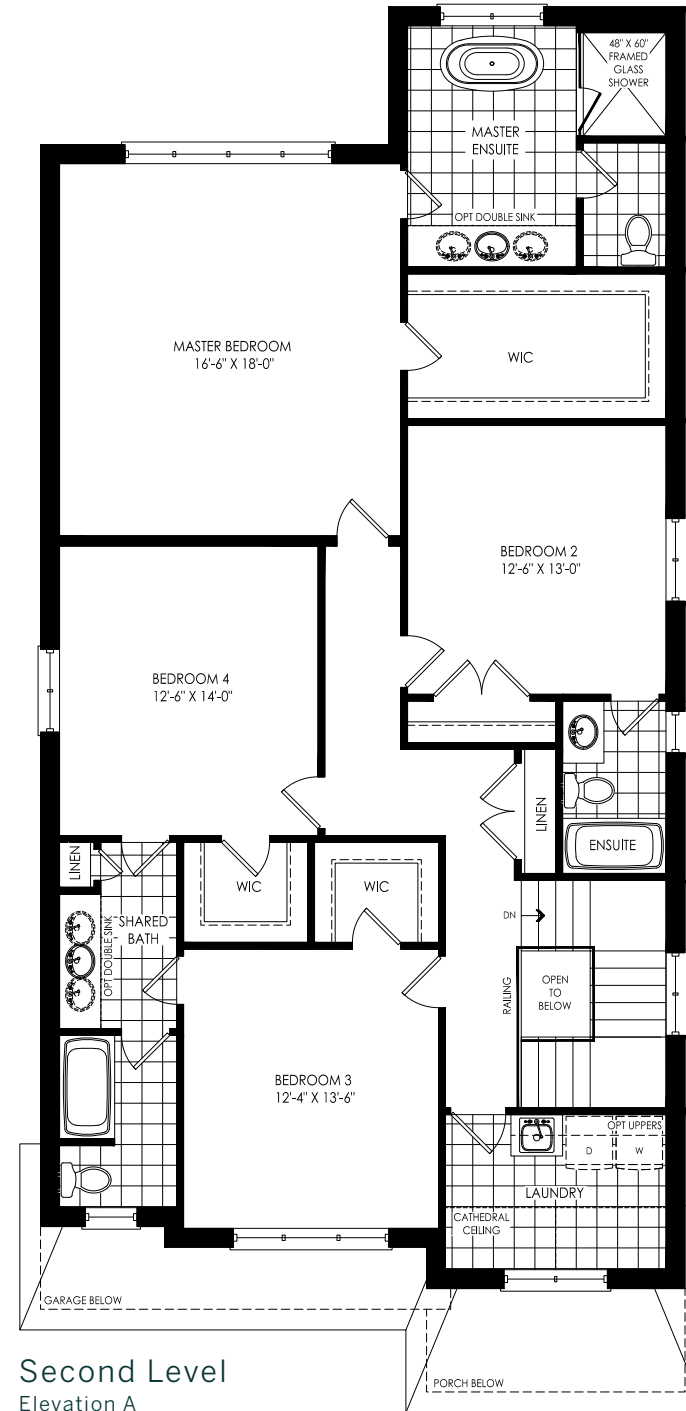 48" X 60"
FRAMED
GLASS
SHOWER
MASTER
ENSUITE
OPT DOUBLE SINK
MASTER BEDROOM
16'-6" X 18'-0"
WIC
BEDROOM 2
12'-6" X 13'-0"
BEDROOM 4
12'-6" X 14'-0"
LINEN
ENSUITE
LINEN
WIC
WIC
DN
SHARED
BATH
OPT DOUBLE SINK
RAILING
OPEN
TO
BELOW
BEDROOM 3
12'-4" X 13'-6"
OPT UPPERS
D
W
LAUNDRY
CATHEDRAL
CEILING
GARAGE BELOW
PORCH BELOW
Second Level
Elevation A